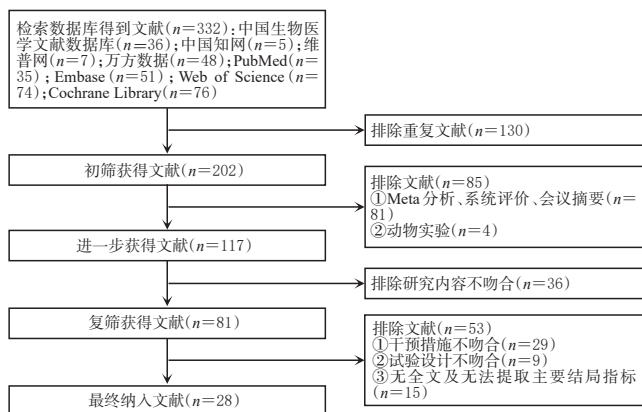 检索数据库得到文献(n=332):中国生物医
学文献数据库(n=36);中国知网(n=5);维
普网(n=7);万方数据(n=48);PubMed(n=
35);Embase(n=51);Web of Science(n=
74);Cochrane Library(n=76)
排除重复文献(n=130)
初筛获得文献(n=202)
排除文献(n=85)
①Meta分析、系统评价、会议摘要(n=
81)
②动物实验(n=4)
进一步获得文献(n=117)
排除研究内容不吻合(n=36)
复筛获得文献(n=81)
排除文献(n=53)
①干预措施不吻合(n=29)
②试验设计不吻合(n=9)
③无全文及无法提取主要结局指标
(n=15)
最终纳入文献(n=28)